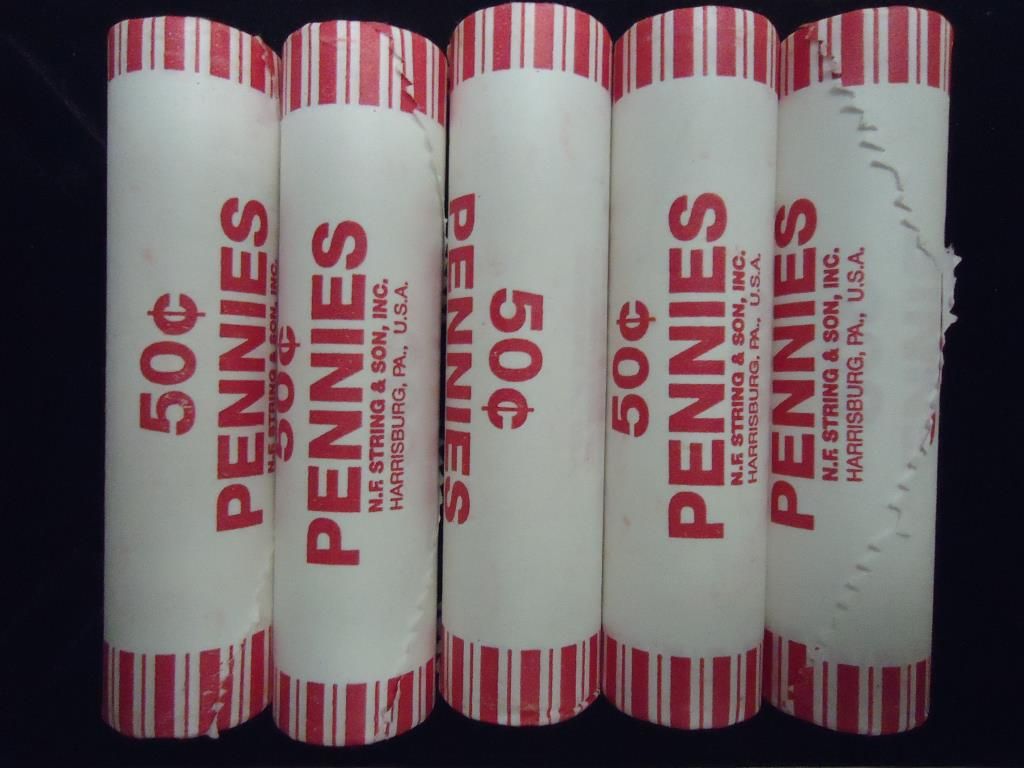 50¢
PENNIES
N.F. STRING & SON, INC.
50¢
PENNIES
N.F. STRING & SON, INC.
HARRISBURG, PA., U.S.A.
50¢
PENNIES
50¢
PENNIES
N.F. STRING & SON, INC.
HARRISBURG, PA., U.S.A.
PENNIES
N.F. STRING & SON, INC.
HARRISBURG, PA., U.S.A.